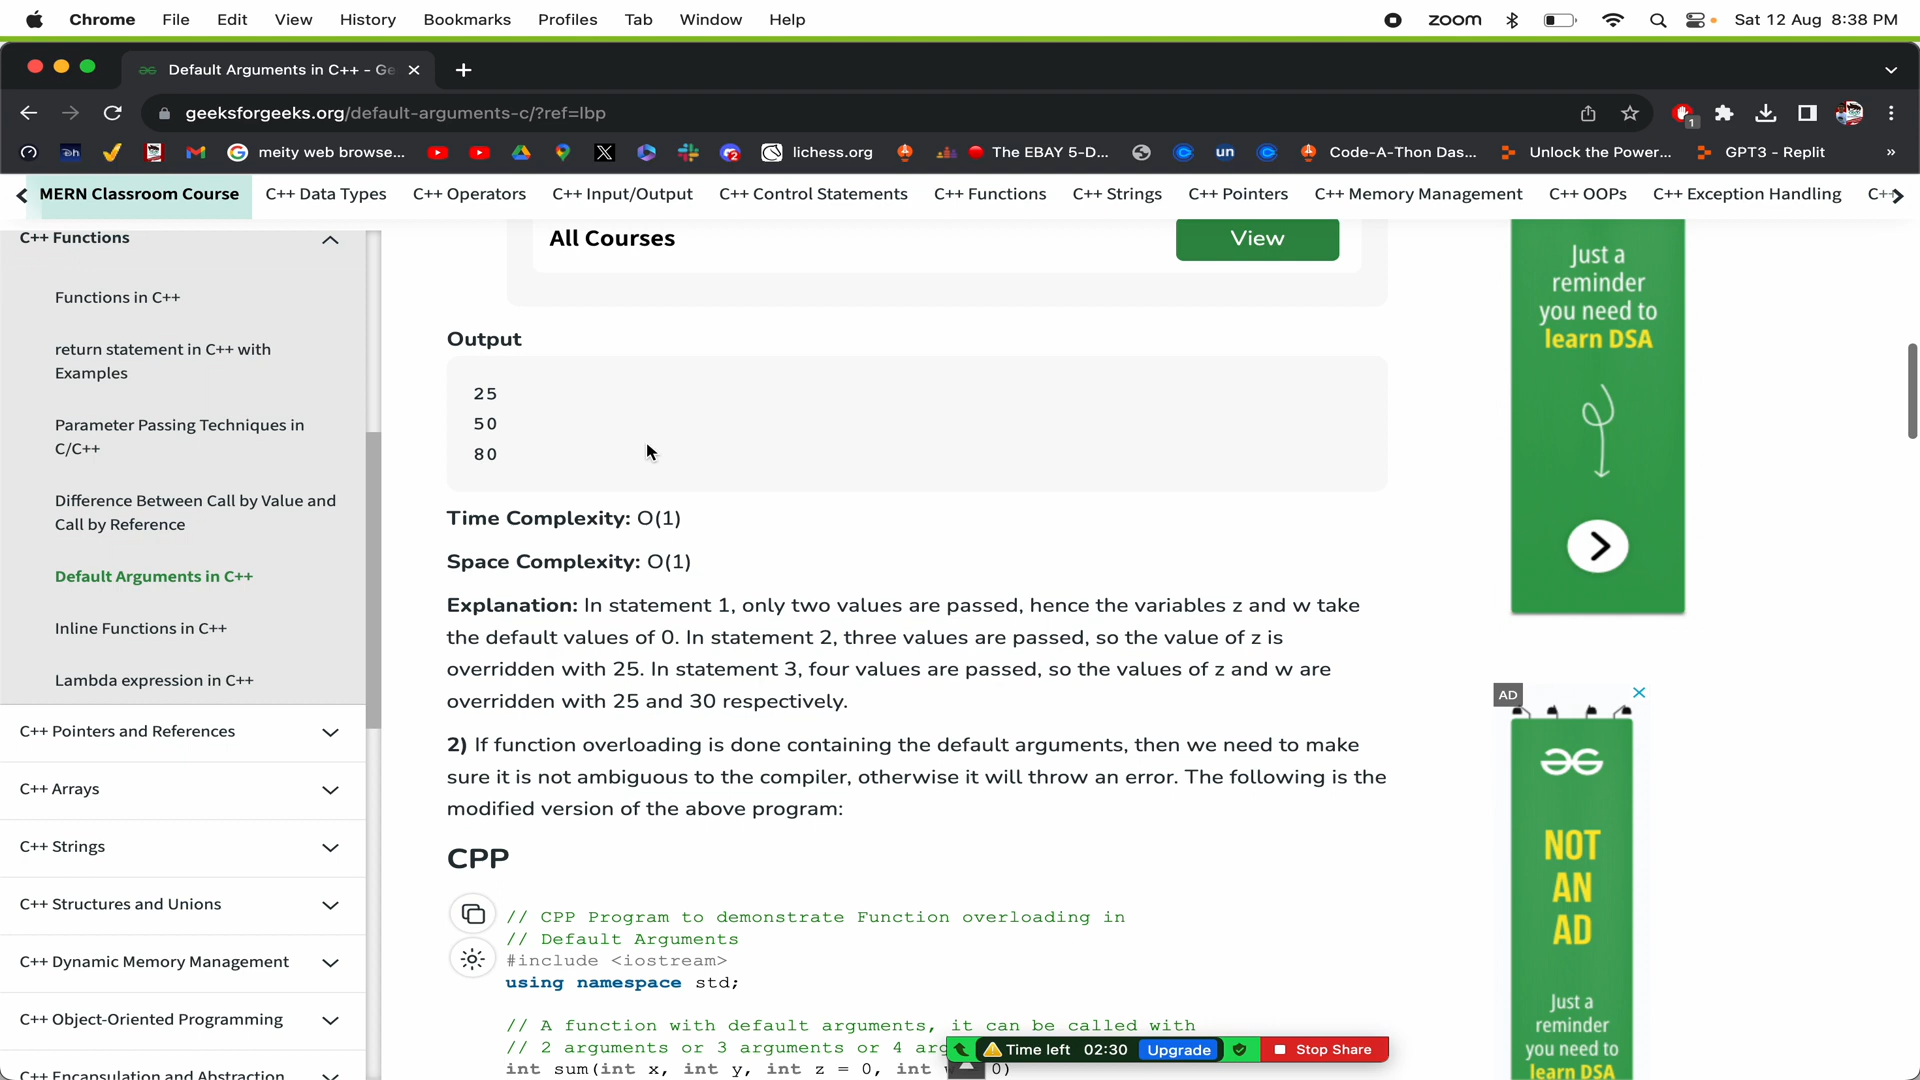 Chrome File Edit View History Bookmarks Profiles Tab Window Help zoom Sat 12 Aug 8:38 PM
Default Arguments in C++ - Ge
geeksforgeeks.org/default-arguments-c/?ref=lbp
1
meity web browse... lichess.org The EBAY 5-D... un Code-A-Thon Das... Unlock the Power... GPT3 - Replit »
MERN Classroom Course C++ Data Types C++ Operators C++ Input/Output C++ Control Statements C++ Functions C++ Strings C++ Pointers C++ Memory Management C++ OOPs C++ Exception Handling C++
C++ Functions
Functions in C++
return statement in C++ with
Examples
Parameter Passing Techniques in
C/C++
Difference Between Call by Value and
Call by Reference
Default Arguments in C++
Inline Functions in C++
Lambda expression in C++
C++ Pointers and References
C++ Arrays
C++ Strings
C++ Structures and Unions
C++ Dynamic Memory Management
C++ Object-Oriented Programming
C++ Encapsulation and Abstraction
All Courses
View
Output
25
50
80
Time Complexity: O(1)
Space Complexity: O(1)
Explanation: In statement 1, only two values are passed, hence the variables z and w take
the default values of 0. In statement 2, three values are passed, so the value of z is
overridden with 25. In statement 3, four values are passed, so the values of z and w are
overridden with 25 and 30 respectively.
2) If function overloading is done containing the default arguments, then we need to make
sure it is not ambiguous to the compiler, otherwise it will throw an error. The following is the
modified version of the above program:
CPP
// CPP Program to demonstrate Function overloading in
// Default Arguments
#include <iostream>
using namespace std;
// A function with default arguments, it can be called with
// 2 arguments or 3 arguments or 4 arg
int sum(int x, int y, int z = 0, int w 0)
Time left 02:30 Upgrade Stop Share
Just a
reminder
you need to
learn DSA
AD
NOT
AN
AD
Just a
reminder
you need to
learn DSA